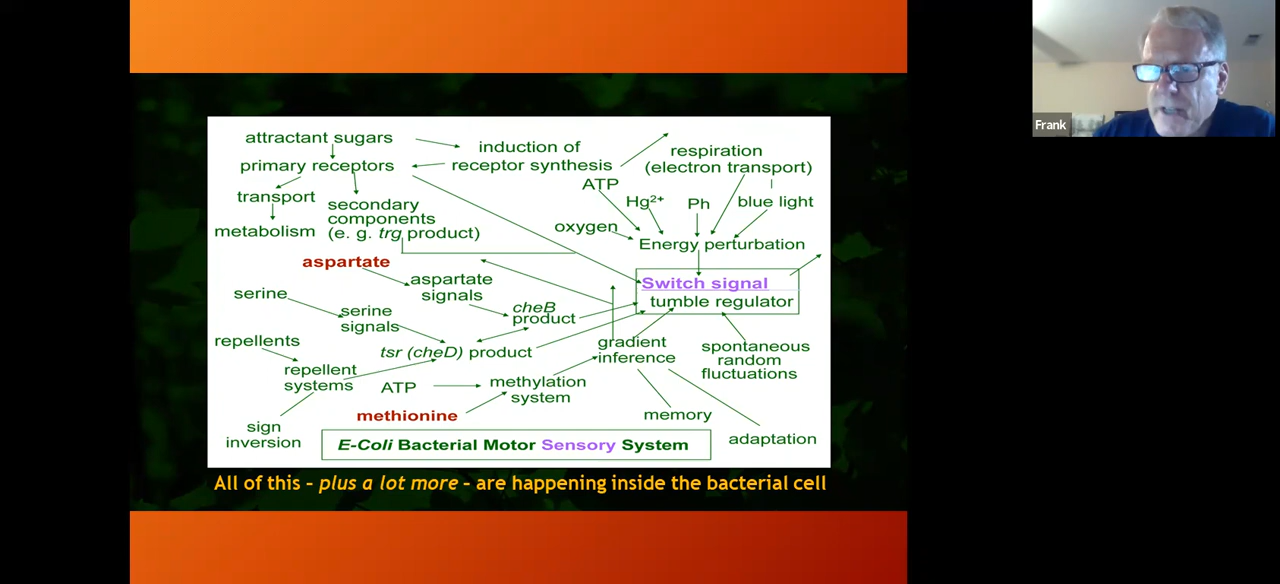 attractant sugars
primary receptors
transport
metabolism
secondary
components
(e. g. trg product)
induction of
receptor synthesis
respiration
(electron transport)
ATP
Hg²⁺
Ph
blue light
oxygen
Energy perturbation
aspartate
aspartate
signals
serine
serine
signals
cheB
product
Switch signal
tumble regulator
repellents
repellent
systems
tsr (cheD) product
gradient
inference
spontaneous
random
fluctuations
ATP
methylation
system
methionine
memory
adaptation
sign
inversion
E-Coli Bacterial Motor Sensory System
All of this – plus a lot more – are happening inside the bacterial cell
Frank